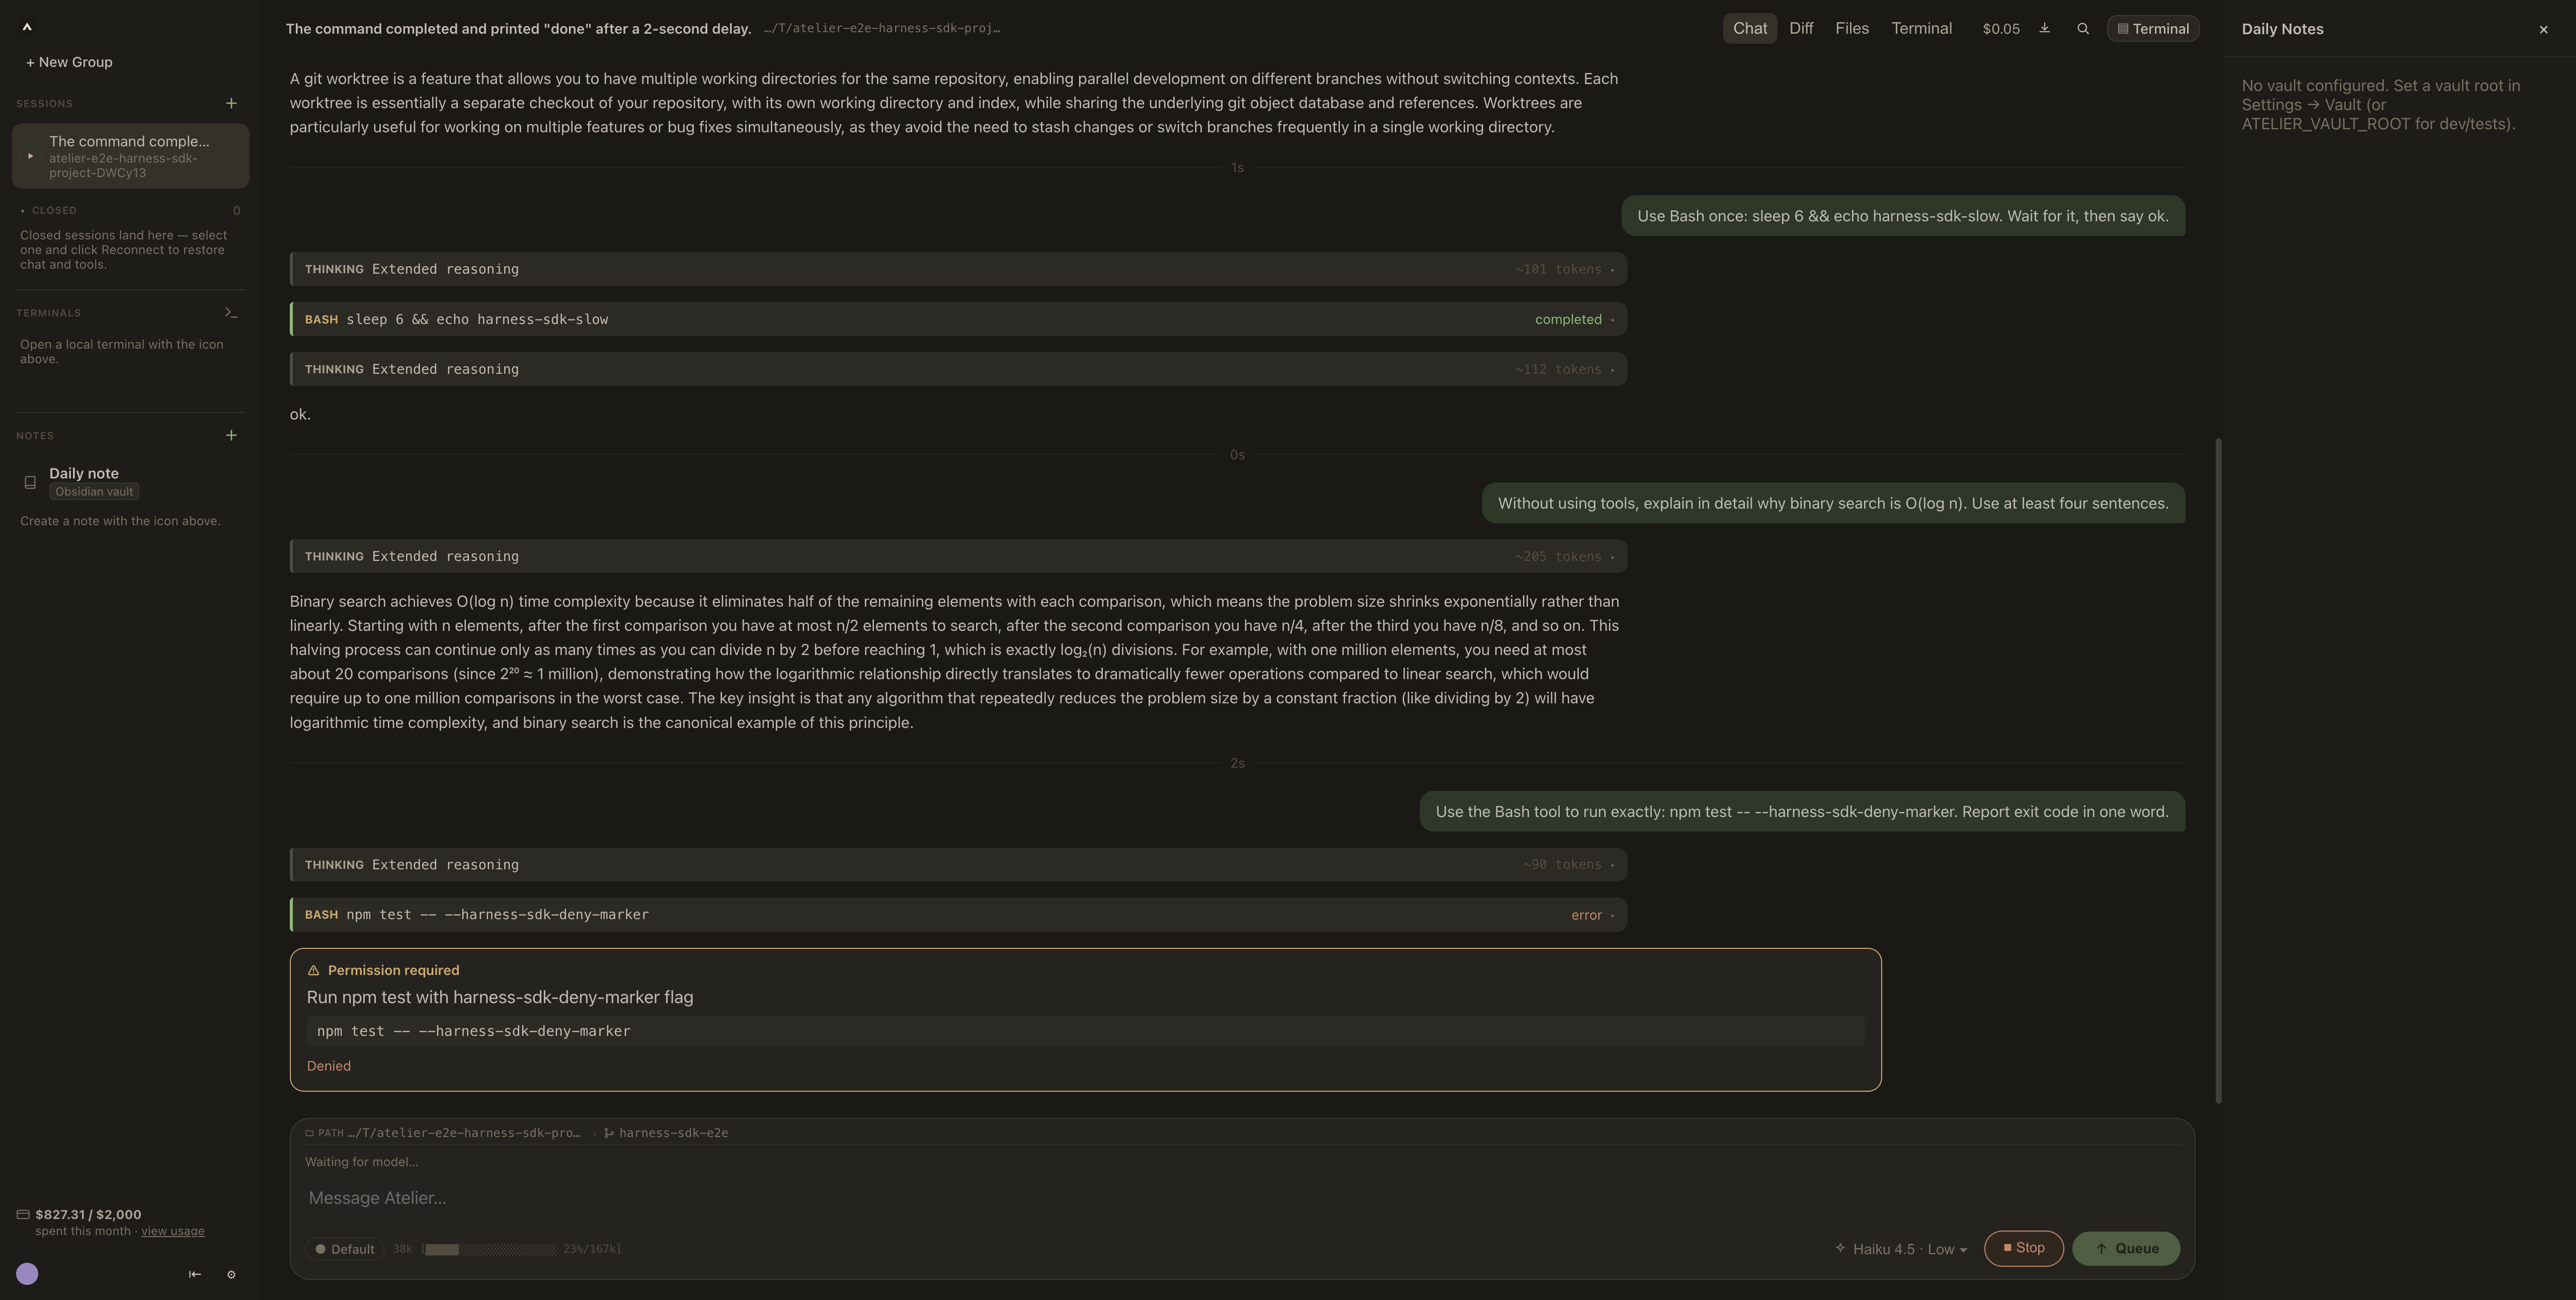 + New Group
SESSIONS
+
The command comple...
atelier-e2e-harness-sdk-
project-DWCy13
CLOSED 0
Closed sessions land here — select
one and click Reconnect to restore
chat and tools.
TERMINALS
Open a local terminal with the icon
above.
NOTES
+
Daily note
Obsidian vault
Create a note with the icon above.
$827.31 / $2,000
spent this month · view usage
The command completed and printed "done" after a 2-second delay. …/T/atelier-e2e-harness-sdk-proj…
Chat Diff Files Terminal $0.05 Terminal
A git worktree is a feature that allows you to have multiple working directories for the same repository, enabling parallel development on different branches without switching contexts. Each
worktree is essentially a separate checkout of your repository, with its own working directory and index, while sharing the underlying git object database and references. Worktrees are
particularly useful for working on multiple features or bug fixes simultaneously, as they avoid the need to stash changes or switch branches frequently in a single working directory.
1s
Use Bash once: sleep 6 && echo harness-sdk-slow. Wait for it, then say ok.
THINKING Extended reasoning ~101 tokens
BASH sleep 6 && echo harness-sdk-slow completed
THINKING Extended reasoning ~112 tokens
ok.
0s
Without using tools, explain in detail why binary search is O(log n). Use at least four sentences.
THINKING Extended reasoning ~205 tokens
Binary search achieves O(log n) time complexity because it eliminates half of the remaining elements with each comparison, which means the problem size shrinks exponentially rather than
linearly. Starting with n elements, after the first comparison you have at most n/2 elements to search, after the second comparison you have n/4, after the third you have n/8, and so on. This
halving process can continue only as many times as you can divide n by 2 before reaching 1, which is exactly log₂(n) divisions. For example, with one million elements, you need at most
about 20 comparisons (since 2²⁰ ≈ 1 million), demonstrating how the logarithmic relationship directly translates to dramatically fewer operations compared to linear search, which would
require up to one million comparisons in the worst case. The key insight is that any algorithm that repeatedly reduces the problem size by a constant fraction (like dividing by 2) will have
logarithmic time complexity, and binary search is the canonical example of this principle.
2s
Use the Bash tool to run exactly: npm test -- --harness-sdk-deny-marker. Report exit code in one word.
THINKING Extended reasoning ~90 tokens
BASH npm test -- --harness-sdk-deny-marker error
Permission required
Run npm test with harness-sdk-deny-marker flag
npm test -- --harness-sdk-deny-marker
Denied
PATH …/T/atelier-e2e-harness-sdk-pro… › harness-sdk-e2e
Waiting for model…
Message Atelier...
Default 38k [ 23%/167k] Haiku 4.5 · Low Stop Queue
Daily Notes
No vault configured. Set a vault root in
Settings → Vault (or
ATELIER_VAULT_ROOT for dev/tests).